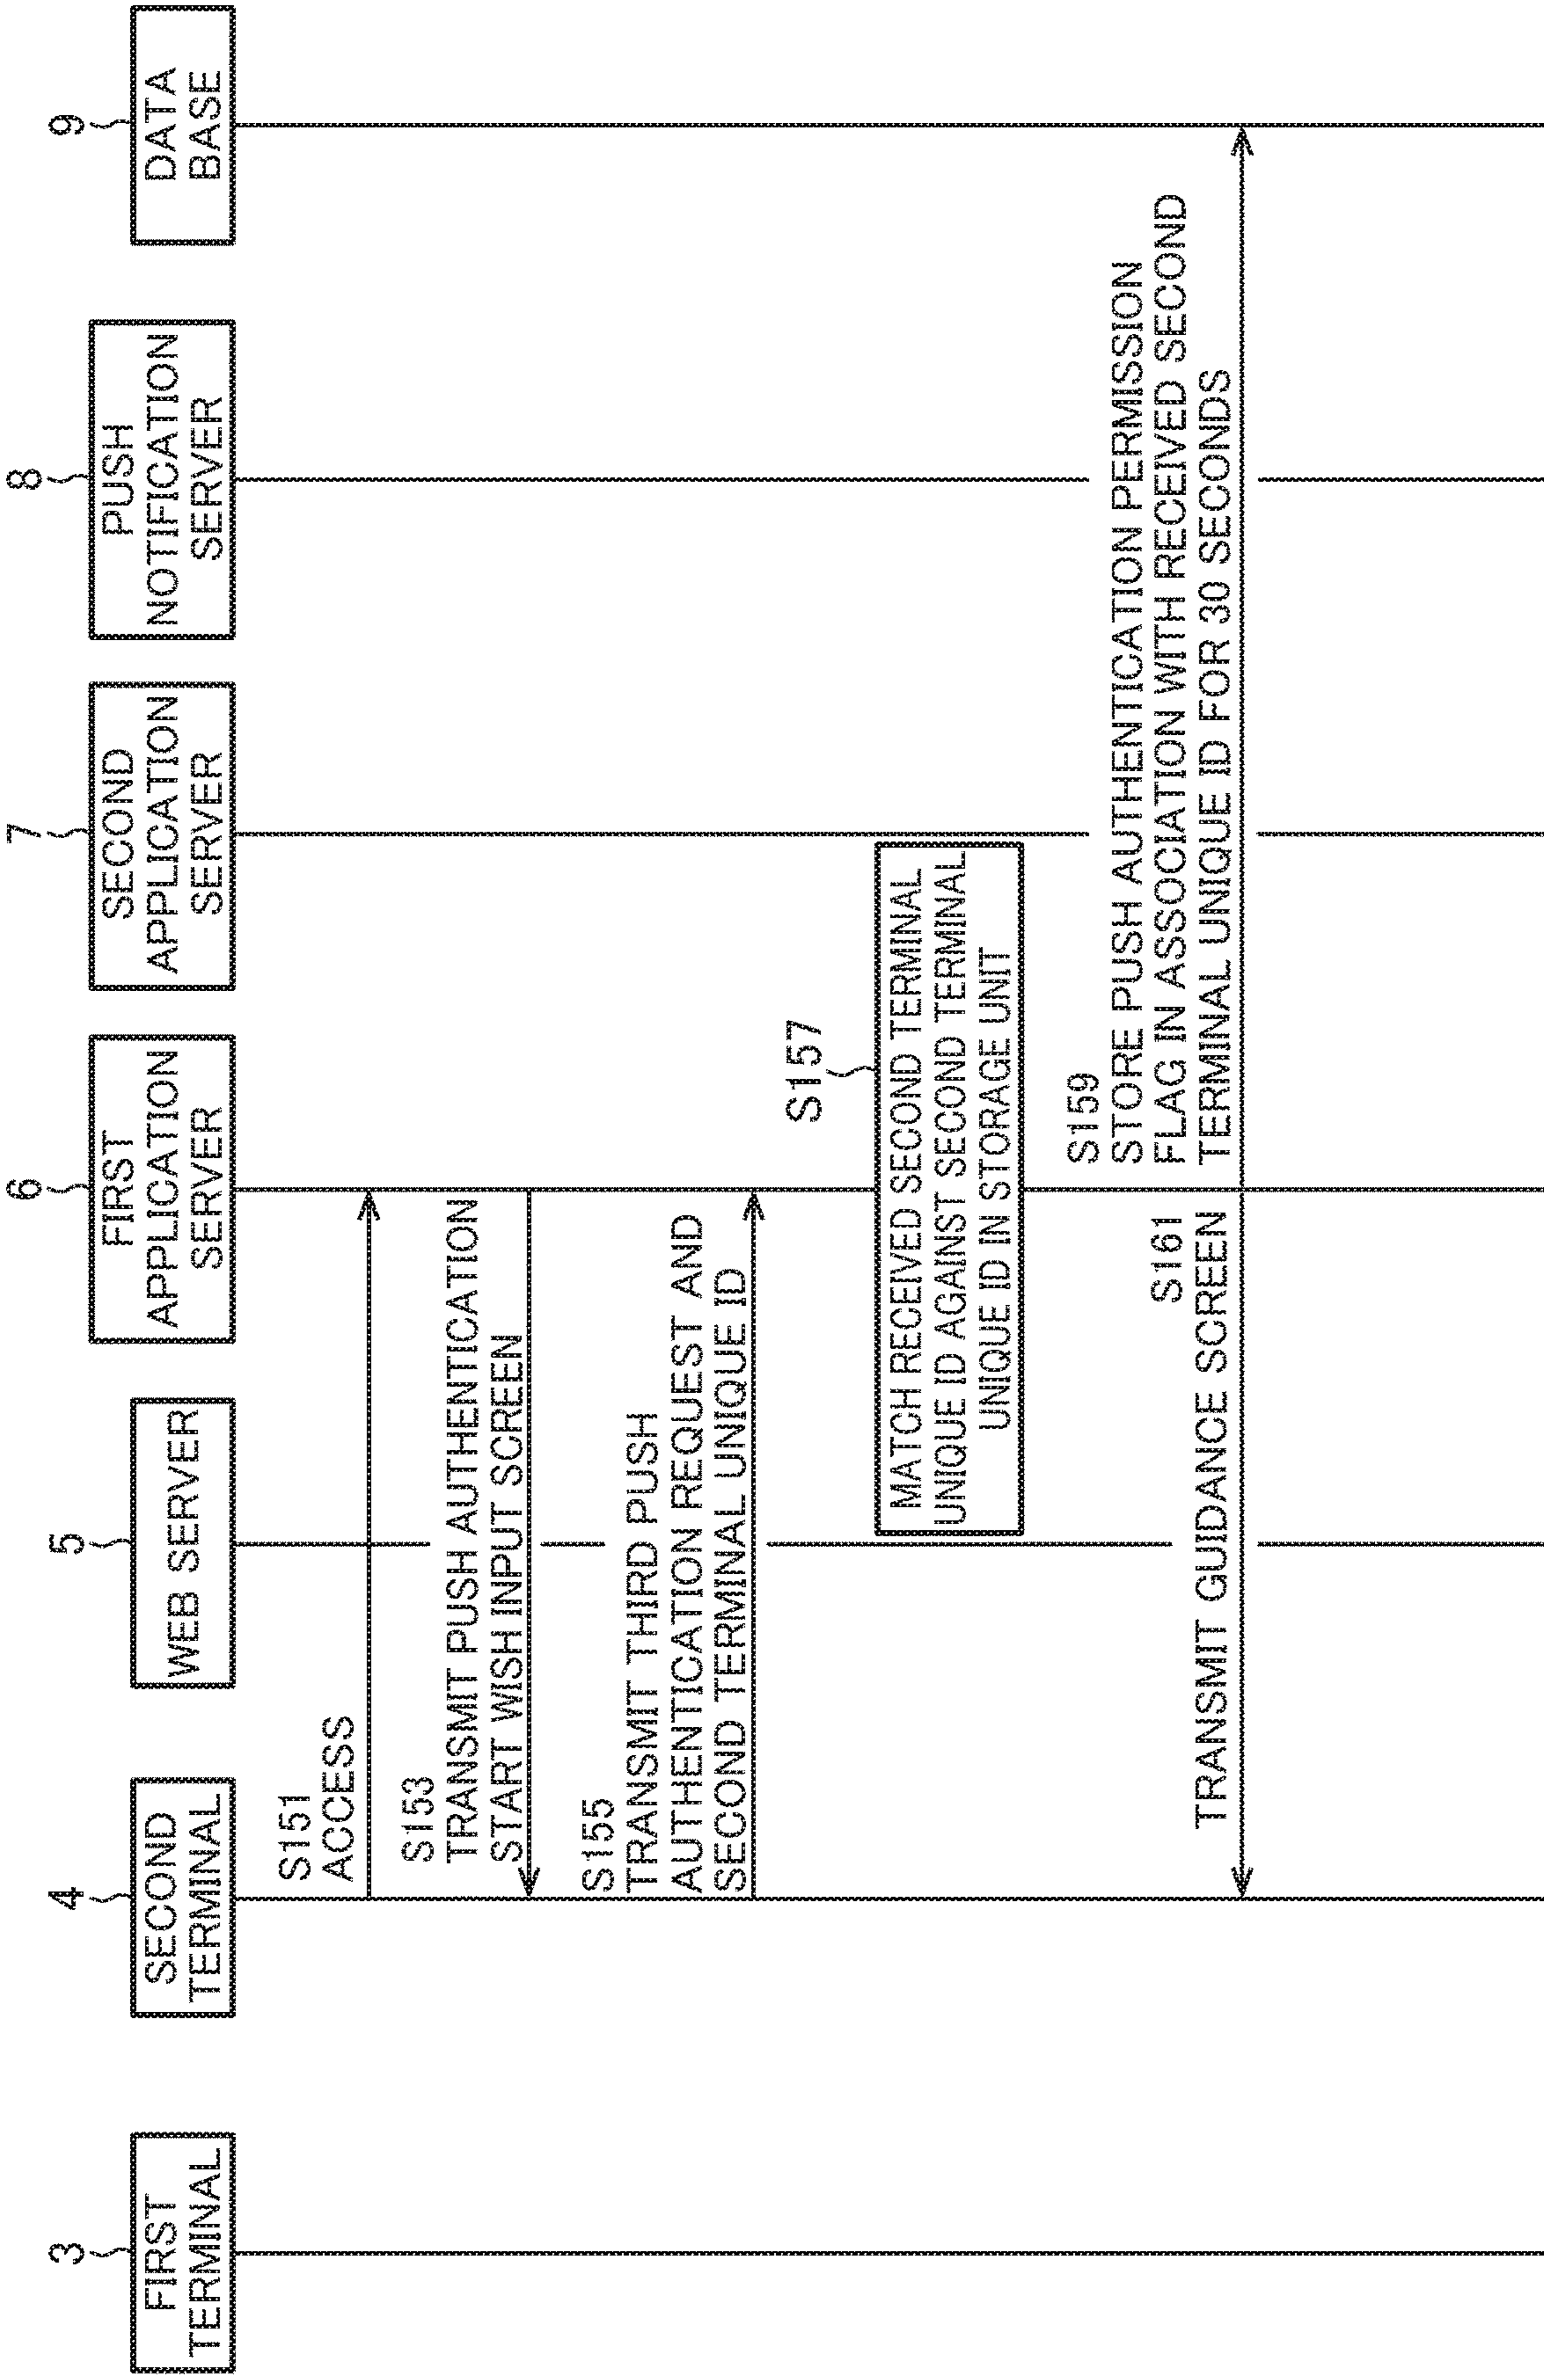 3
FIRST
TERMINAL
4
SECOND
TERMINAL
5
WEB SERVER
6
FIRST
APPLICATION
SERVER
7
SECOND
APPLICATION
SERVER
8
PUSH
NOTIFICATION
SERVER
9
DATA
BASE
S151
ACCESS
S153
TRANSMIT PUSH AUTHENTICATION
START WISH INPUT SCREEN
S155
TRANSMIT THIRD PUSH
AUTHENTICATION REQUEST AND
SECOND TERMINAL UNIQUE ID
S157
MATCH RECEIVED SECOND TERMINAL
UNIQUE ID AGAINST SECOND TERMINAL
UNIQUE ID IN STORAGE UNIT
S159
STORE PUSH AUTHENTICATION PERMISSION
FLAG IN ASSOCIATION WITH RECEIVED SECOND
TERMINAL UNIQUE ID FOR 30 SECONDS
S161
TRANSMIT GUIDANCE SCREEN